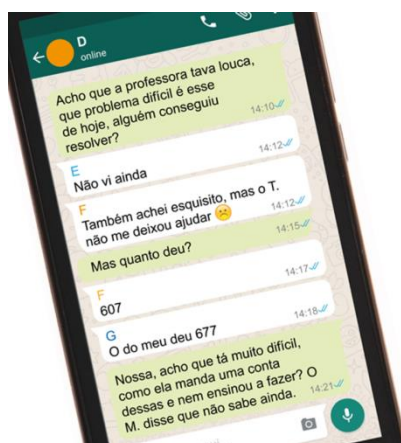 D
online
Acho que a professora tava louca,
que problema difícil é esse
de hoje, alguém conseguiu
resolver?
14:10
E
Não vi ainda
14:12
F
Também achei esquisito, mas o T.
não me deixou ajudar
14:12
Mas quanto deu?
14:15
F
607
14:17
G
O do meu deu 677
14:18
Nossa, acho que tá muito difícil,
como ela manda uma conta
dessas e nem ensinou a fazer? O
M. disse que não sabe ainda.
14:21